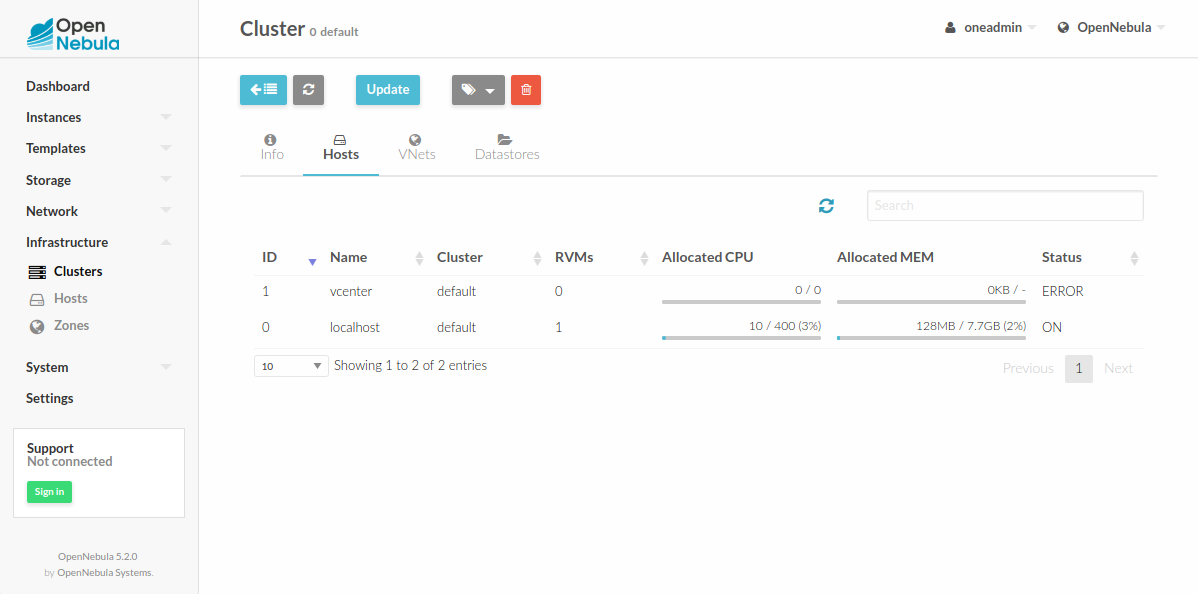 Open
Nebula
Cluster 0 default
oneadmin
OpenNebula
Dashboard
Instances
Templates
Storage
Network
Infrastructure
Clusters
Hosts
Zones
System
Settings
Support
Not connected
Sign in
OpenNebula 5.2.0
by OpenNebula Systems.
Update
Info
Hosts
VNets
Datastores
Search
ID Name Cluster RVMs Allocated CPU Allocated MEM Status
1 vcenter default 0 0 / 0 0KB / - ERROR
0 localhost default 1 10 / 400 (3%) 128MB / 7.7GB (2%) ON
10 Showing 1 to 2 of 2 entries
Previous 1 Next